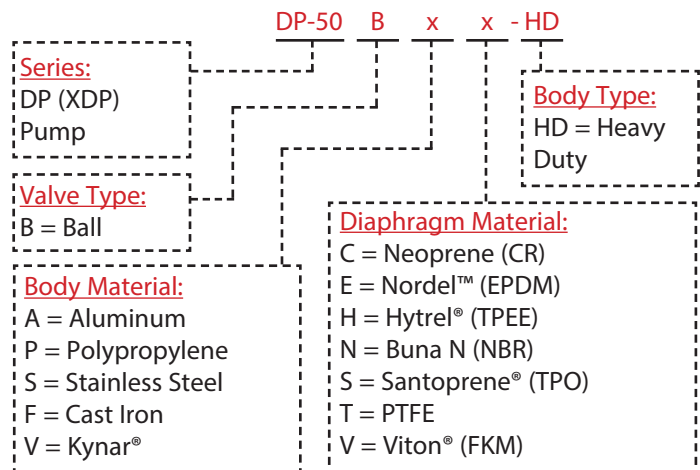 DP-50 B x x - HD
Series:
DP (XDP)
Pump
Valve Type:
B = Ball
Body Material:
A = Aluminum
P = Polypropylene
S = Stainless Steel
F = Cast Iron
V = Kynar®
Body Type:
HD = Heavy
Duty
Diaphragm Material:
C = Neoprene (CR)
E = Nordel™ (EPDM)
H = Hytrel® (TPEE)
N = Buna N (NBR)
S = Santoprene® (TPO)
T = PTFE
V = Viton® (FKM)